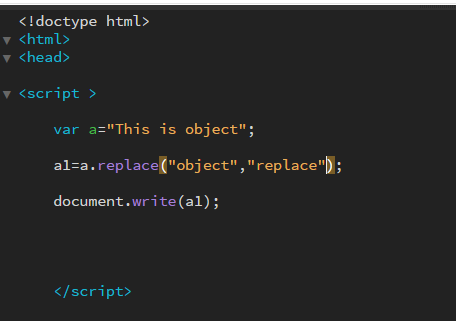 <!doctype html>
<html>
<head>
<script >
var a="This is object";
a1=a.replace("object","replace");
document.write(a1);
</script>